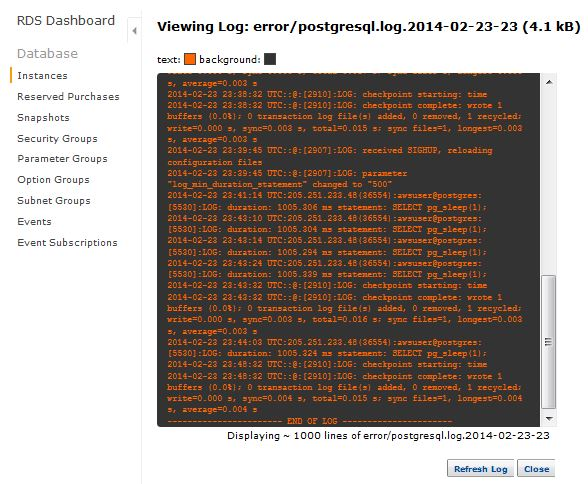 RDS Dashboard
Database
Instances
Reserved Purchases
Snapshots
Security Groups
Parameter Groups
Option Groups
Subnet Groups
Events
Event Subscriptions
Viewing Log: error/postgresql.log.2014-02-23-23 (4.1 kB)
text: background:
s, average=0.003 s
2014-02-23 23:38:32 UTC::@:[2910]:LOG: checkpoint starting: time
2014-02-23 23:38:32 UTC::@:[2910]:LOG: checkpoint complete: wrote 1
buffers (0.0%); 0 transaction log file(s) added, 0 removed, 1 recycled;
write=0.000 s, sync=0.003 s, total=0.015 s; sync files=1, longest=0.003
s, average=0.003 s
2014-02-23 23:39:45 UTC::@:[2907]:LOG: received SIGHUP, reloading
configuration files
2014-02-23 23:39:45 UTC::@:[2907]:LOG: parameter
"log_min_duration_statement" changed to "500"
2014-02-23 23:41:14 UTC:205.251.233.48(36554):awsuser@postgres:
[5530]:LOG: duration: 1005.306 ms statement: SELECT pg_sleep(1);
2014-02-23 23:43:10 UTC:205.251.233.48(36554):awsuser@postgres:
[5530]:LOG: duration: 1005.304 ms statement: SELECT pg_sleep(1);
2014-02-23 23:43:14 UTC:205.251.233.48(36554):awsuser@postgres:
[5530]:LOG: duration: 1005.294 ms statement: SELECT pg_sleep(1);
2014-02-23 23:43:24 UTC:205.251.233.48(36554):awsuser@postgres:
[5530]:LOG: duration: 1005.339 ms statement: SELECT pg_sleep(1);
2014-02-23 23:43:32 UTC::@:[2910]:LOG: checkpoint starting: time
2014-02-23 23:43:32 UTC::@:[2910]:LOG: checkpoint complete: wrote 1
buffers (0.0%); 0 transaction log file(s) added, 0 removed, 1 recycled;
write=0.000 s, sync=0.003 s, total=0.016 s; sync files=1, longest=0.003
s, average=0.003 s
2014-02-23 23:44:03 UTC:205.251.233.48(36554):awsuser@postgres:
[5530]:LOG: duration: 1005.324 ms statement: SELECT pg_sleep(1);
2014-02-23 23:48:32 UTC::@:[2910]:LOG: checkpoint starting: time
2014-02-23 23:48:32 UTC::@:[2910]:LOG: checkpoint complete: wrote 1
buffers (0.0%); 0 transaction log file(s) added, 0 removed, 1 recycled;
write=0.000 s, sync=0.004 s, total=0.015 s; sync files=1, longest=0.004
s, average=0.004 s
----------------------- END OF LOG ----------------------
Displaying ~ 1000 lines of error/postgresql.log.2014-02-23-23
Refresh Log Close